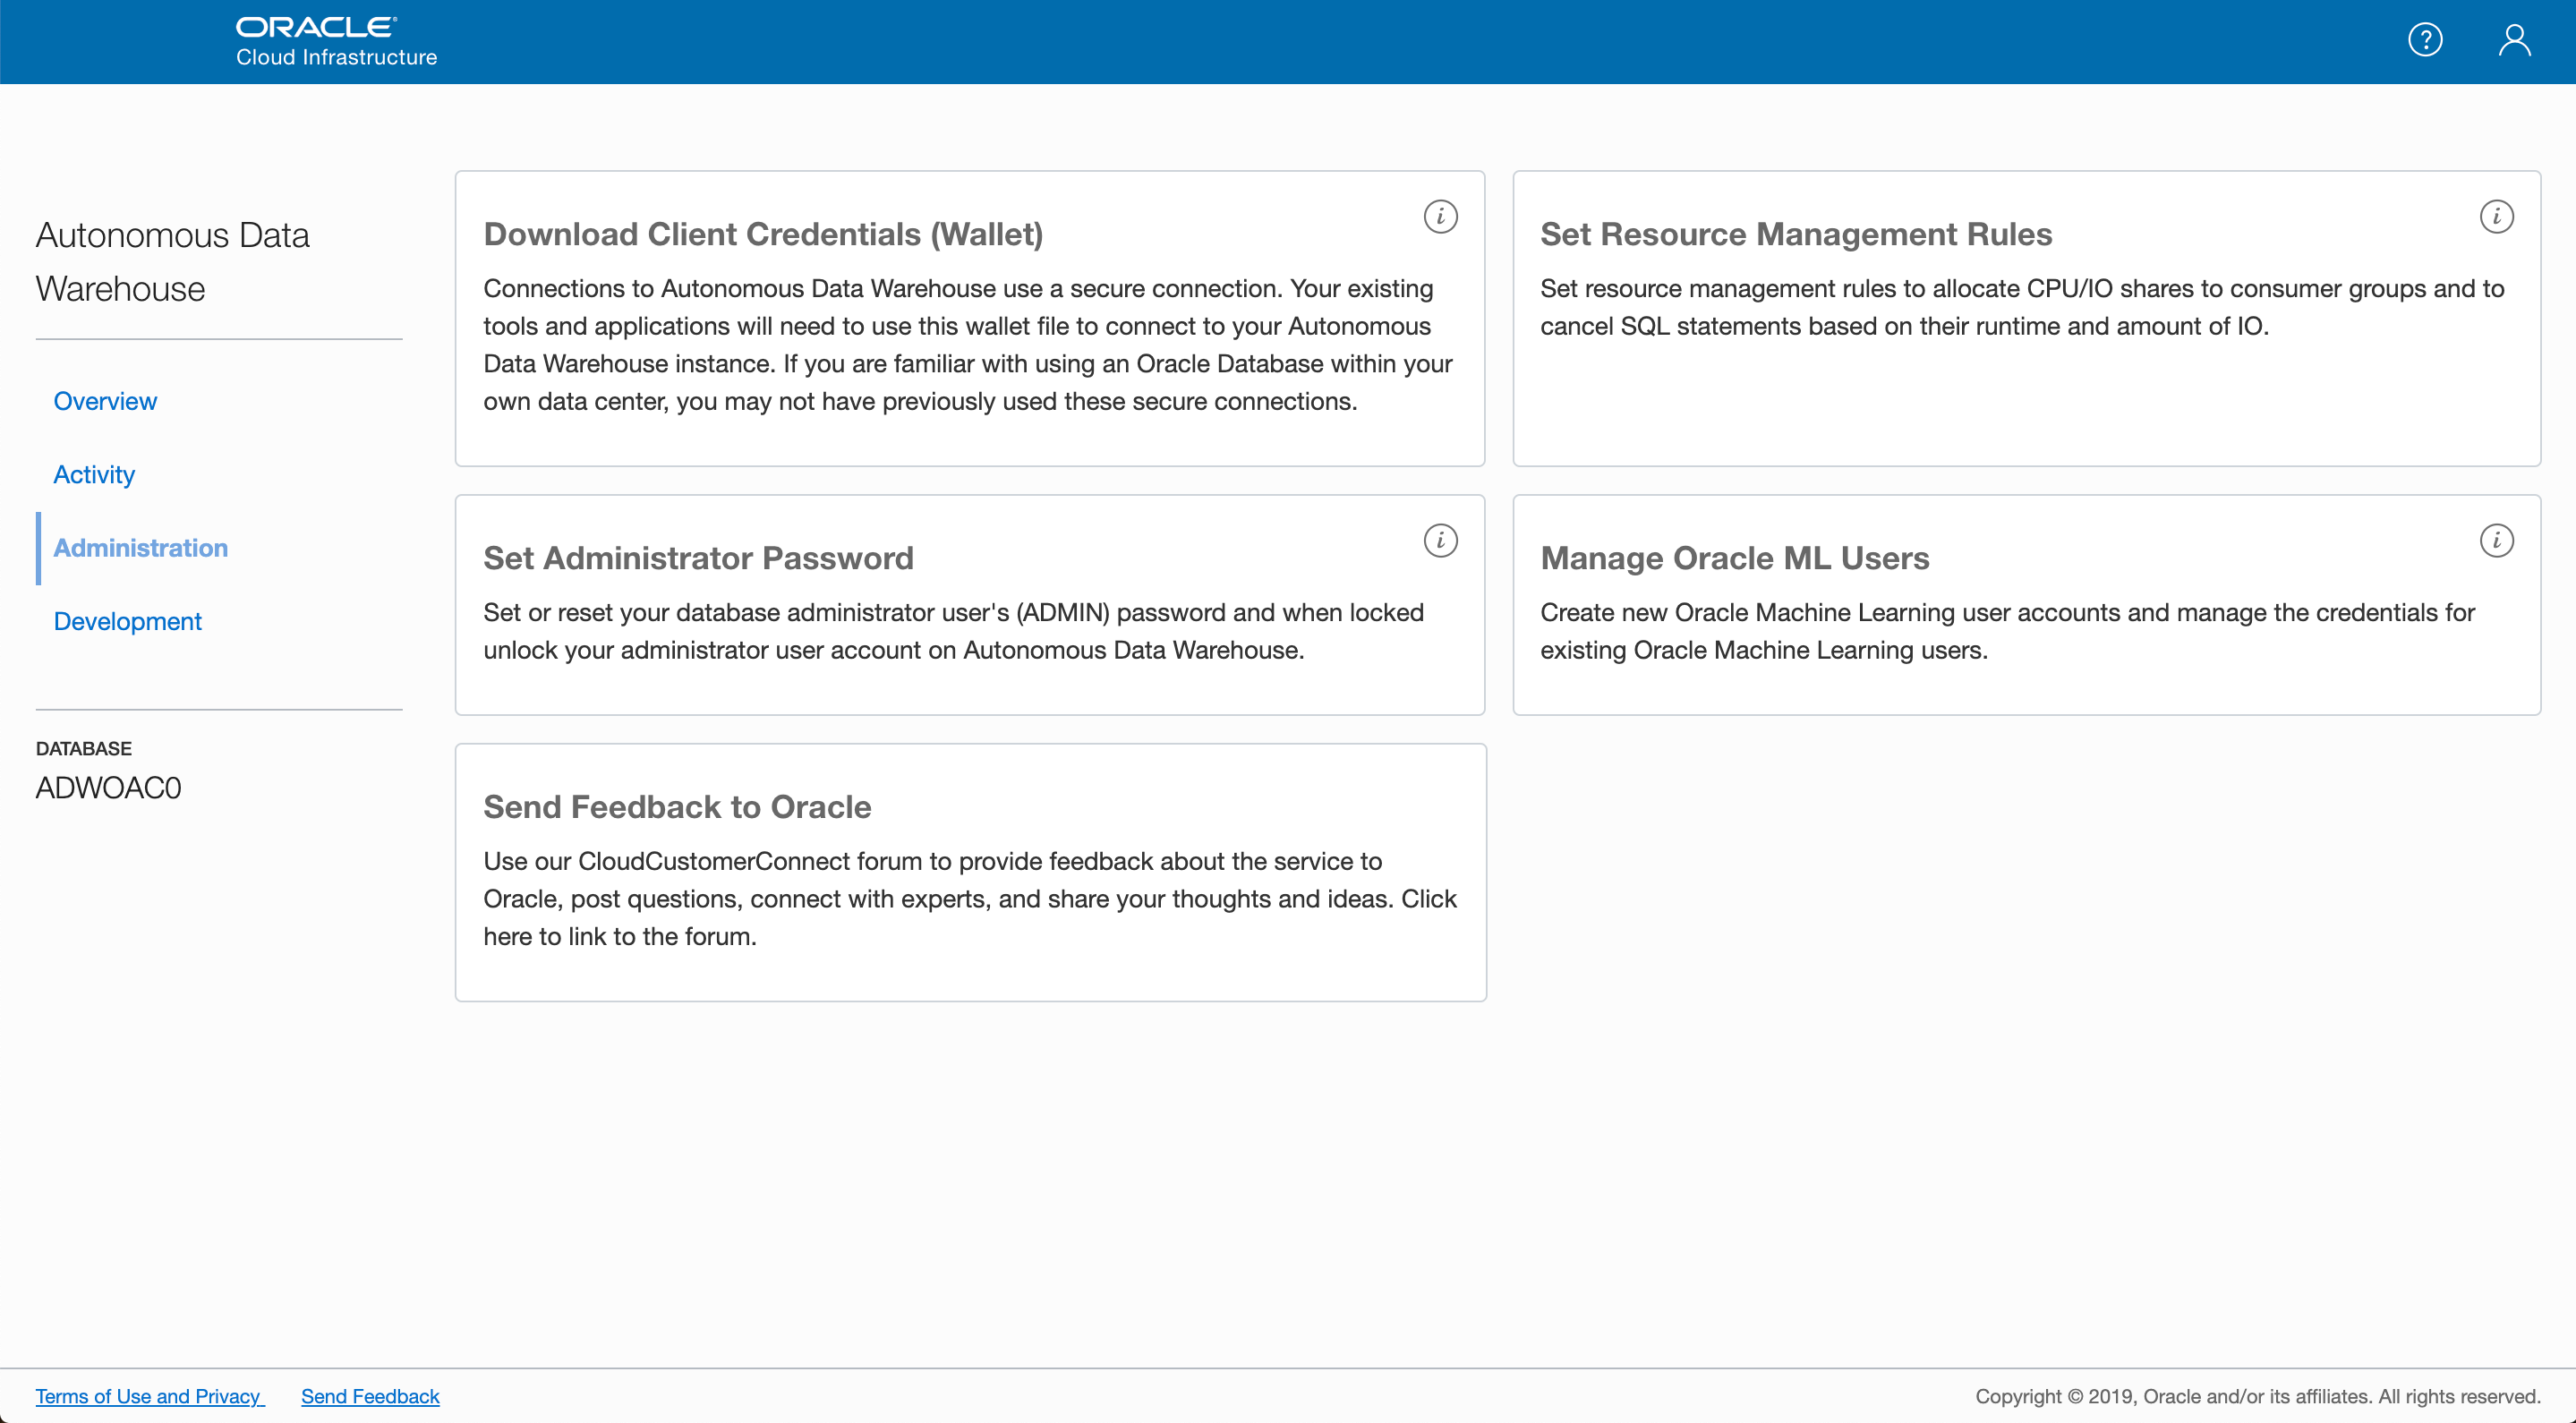 ORACLE
Cloud Infrastructure
Autonomous Data
Warehouse
Overview
Activity
Administration
Development
DATABASE
ADWOAC0
Download Client Credentials (Wallet)
Connections to Autonomous Data Warehouse use a secure connection. Your existing
tools and applications will need to use this wallet file to connect to your Autonomous
Data Warehouse instance. If you are familiar with using an Oracle Database within your
own data center, you may not have previously used these secure connections.
Set Resource Management Rules
Set resource management rules to allocate CPU/IO shares to consumer groups and to
cancel SQL statements based on their runtime and amount of IO.
Set Administrator Password
Set or reset your database administrator user's (ADMIN) password and when locked
unlock your administrator user account on Autonomous Data Warehouse.
Manage Oracle ML Users
Create new Oracle Machine Learning user accounts and manage the credentials for
existing Oracle Machine Learning users.
Send Feedback to Oracle
Use our CloudCustomerConnect forum to provide feedback about the service to
Oracle, post questions, connect with experts, and share your thoughts and ideas. Click
here to link to the forum.
Terms of Use and Privacy
Send Feedback
Copyright © 2019, Oracle and/or its affiliates. All rights reserved.